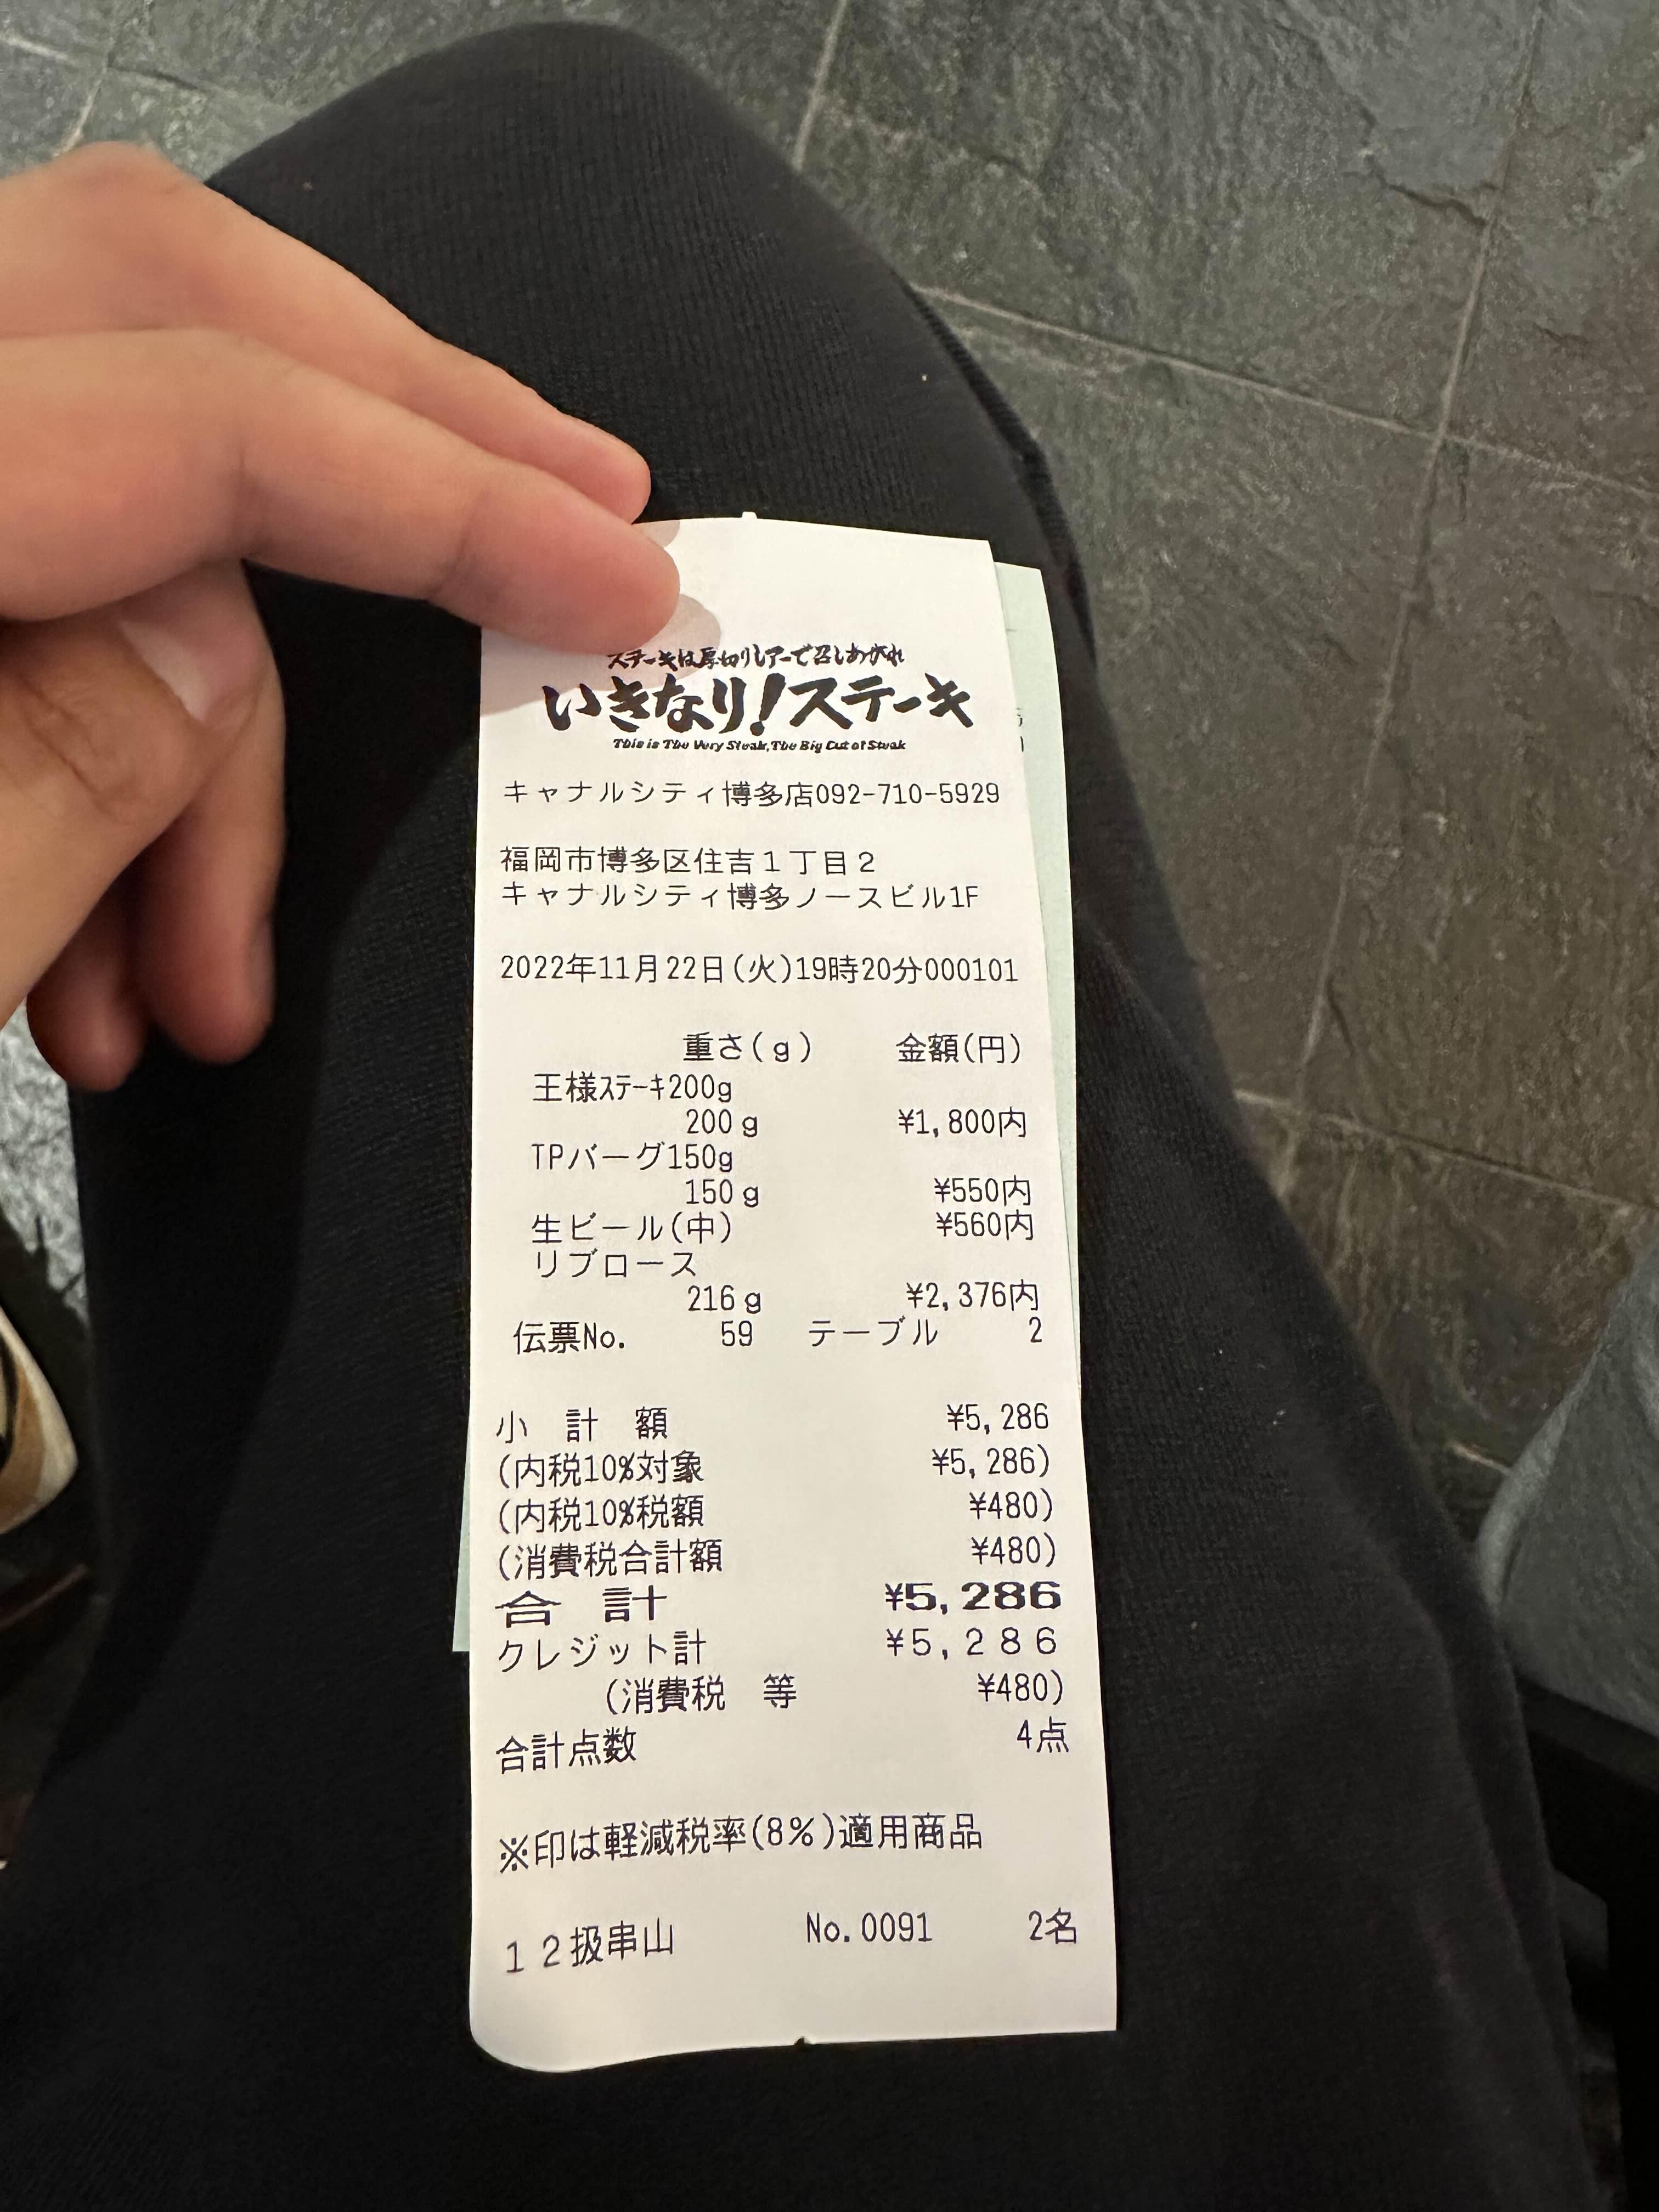 ステーキは厚切りレアーで召しあがれ
いきなり!ステーキ
This is The Very Steak,The Big Cut of Steak
キャナルシティ博多店092-710-5929
福岡市博多区住吉1丁目2
キャナルシティ博多ノースビル1F
2022年11月22日(火)19時20分000101
重さ(g) 金額(円)
王様ステーキ200g
200g ¥1,800内
TPバーグ150g
150g ¥550内
生ビール(中) ¥560内
リブロース
216g ¥2,376内
伝票No. 59 テーブル 2
小計額 ¥5,286
(内税10%対象 ¥5,286)
(内税10%税額 ¥480)
(消費税合計額 ¥480)
合計 ¥5,286
クレジット計 ¥5,286
(消費税 等 ¥480)
合計点数 4点
※印は軽減税率(8%)適用商品
12扱串山 No.0091 2名